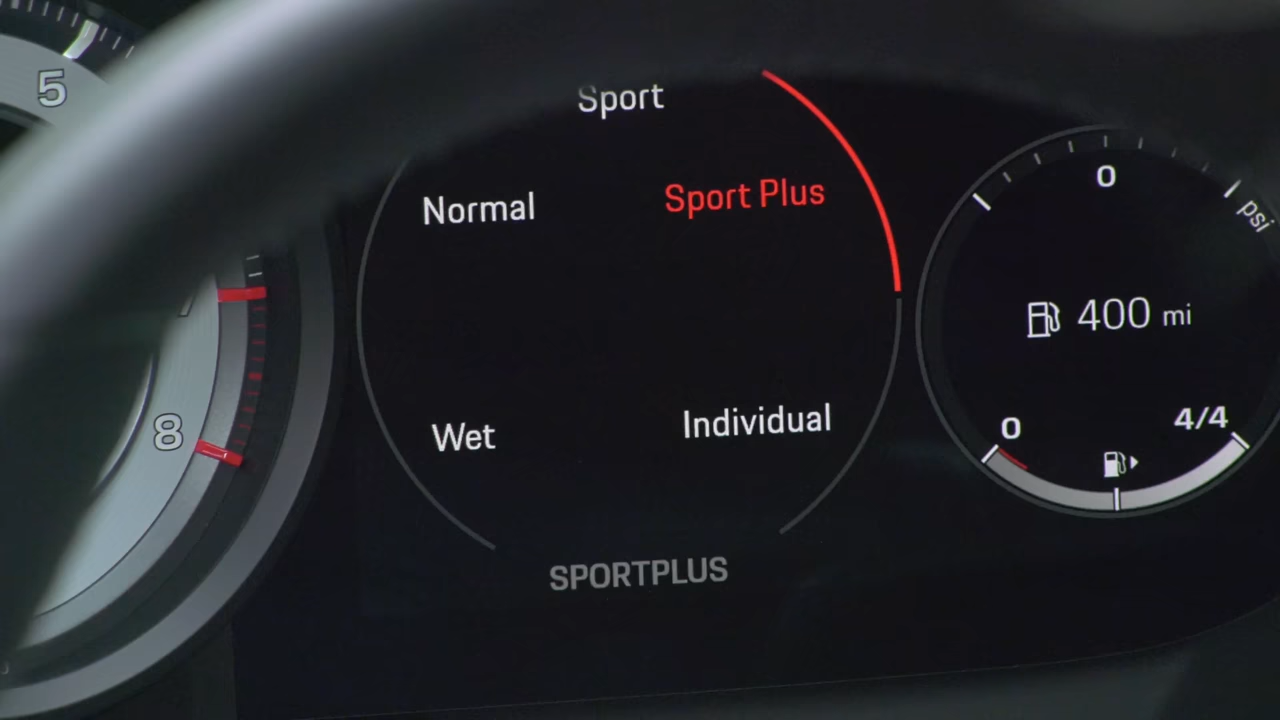 5
Sport
Normal
Sport Plus
0
psi
400 mi
8
Wet
Individual
0
4/4
SPORTPLUS